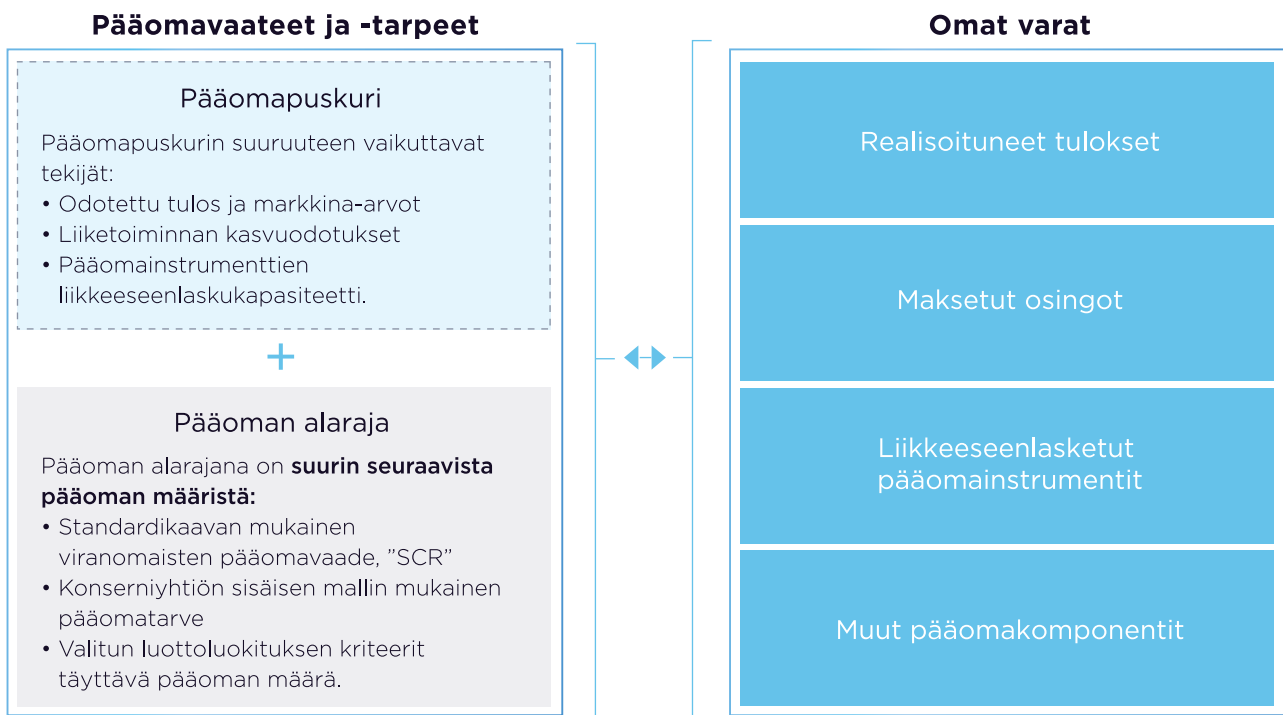 Pääomavaateet ja -tarpeet
Pääomapuskuri
Pääomapuskurin suuruuteen vaikuttavat
tekijät:
• Odotettu tulos ja markkina-arvot
• Liiketoiminnan kasvuodotukset
• Pääomainstrumenttien
liikkeeseenlaskukapasiteetti.
+
Pääoman alaraja
Pääoman alarajana on suurin seuraavista
pääoman määristä:
• Standardikaavan mukainen
viranomaisten pääomavaade, ”SCR”
• Konserniyhtiön sisäisen mallin mukainen
pääomatarve
• Valitun luottoluokituksen kriteerit
täyttävä pääoman määrä.
Omat varat
Realisoituneet tulokset
Maksetut osingot
Liikkeeseenlasketut
pääomainstrumentit
Muut pääomakomponentit